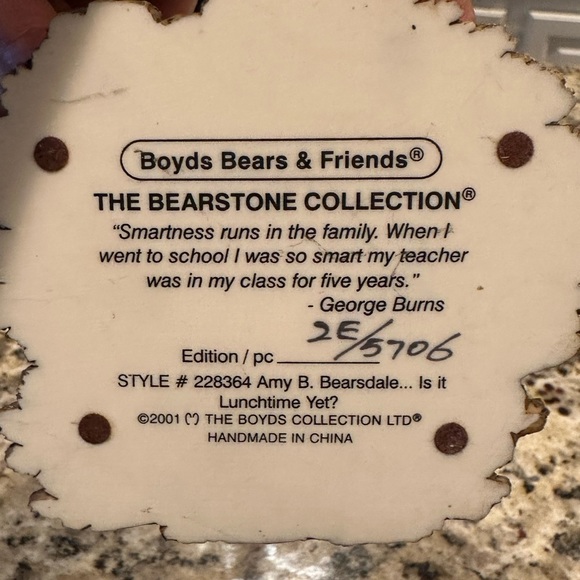 Boyds Bears & Friends®
THE BEARSTONE COLLECTION®
“Smartness runs in the family. When I
went to school I was so smart my teacher
was in my class for five years.”
- George Burns
Edition / pc 2E/5706
STYLE # 228364 Amy B. Bearsdale... Is it
Lunchtime Yet?
©2001 (") THE BOYDS COLLECTION LTD®
HANDMADE IN CHINA